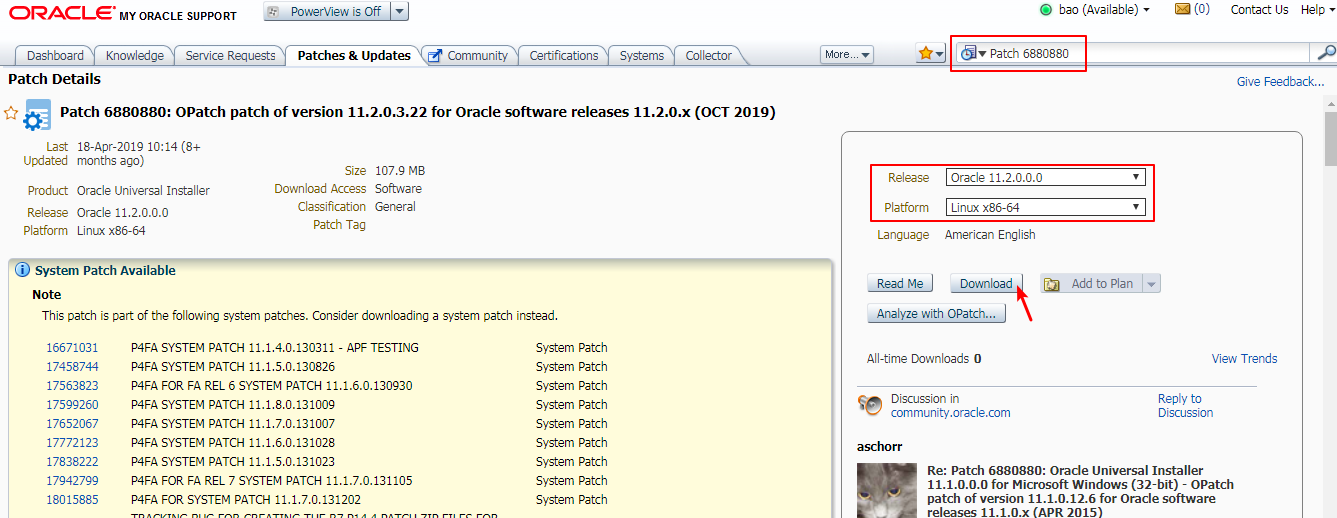 ORACLE MY ORACLE SUPPORT
PowerView is Off
bao (Available)
(0)
Contact Us
Help
Dashboard
Knowledge
Service Requests
Patches & Updates
Community
Certifications
Systems
Collector
More...
Patch 6880880
Patch Details
Give Feedback...
Patch 6880880: OPatch patch of version 11.2.0.3.22 for Oracle software releases 11.2.0.x (OCT 2019)
Last Updated 18-Apr-2019 10:14 (8+
months ago)
Product Oracle Universal Installer
Release Oracle 11.2.0.0.0
Platform Linux x86-64
Size 107.9 MB
Download Access Software
Classification General
Patch Tag
Release Oracle 11.2.0.0.0
Platform Linux x86-64
Language American English
Read Me
Download
Add to Plan
Analyze with OPatch...
All-time Downloads 0
View Trends
System Patch Available
Note
This patch is part of the following system patches. Consider downloading a system patch instead.
16671031 P4FA SYSTEM PATCH 11.1.4.0.130311 - APF TESTING System Patch
17458744 P4FA SYSTEM PATCH 11.1.5.0.130826 System Patch
17563823 P4FA FOR FA REL 6 SYSTEM PATCH 11.1.6.0.130930 System Patch
17599260 P4FA SYSTEM PATCH 11.1.8.0.131009 System Patch
17652067 P4FA SYSTEM PATCH 11.1.7.0.131007 System Patch
17772123 P4FA SYSTEM PATCH 11.1.6.0.131028 System Patch
17838222 P4FA SYSTEM PATCH 11.1.5.0.131023 System Patch
17942799 P4FA FOR FA REL 7 SYSTEM PATCH 11.1.7.0.131105 System Patch
18015885 P4FA FOR SYSTEM PATCH 11.1.7.0.131202 System Patch
TRACKING BUG FOR CREATING THE P7 P14.4 PATCH ZIP FILES FOR
Discussion in
community.oracle.com
Reply to
Discussion
aschorr
Re: Patch 6880880: Oracle Universal Installer
11.1.0.0.0 for Microsoft Windows (32-bit) - OPatch
patch of version 11.1.0.12.6 for Oracle software
releases 11.1.0.x (APR 2015)